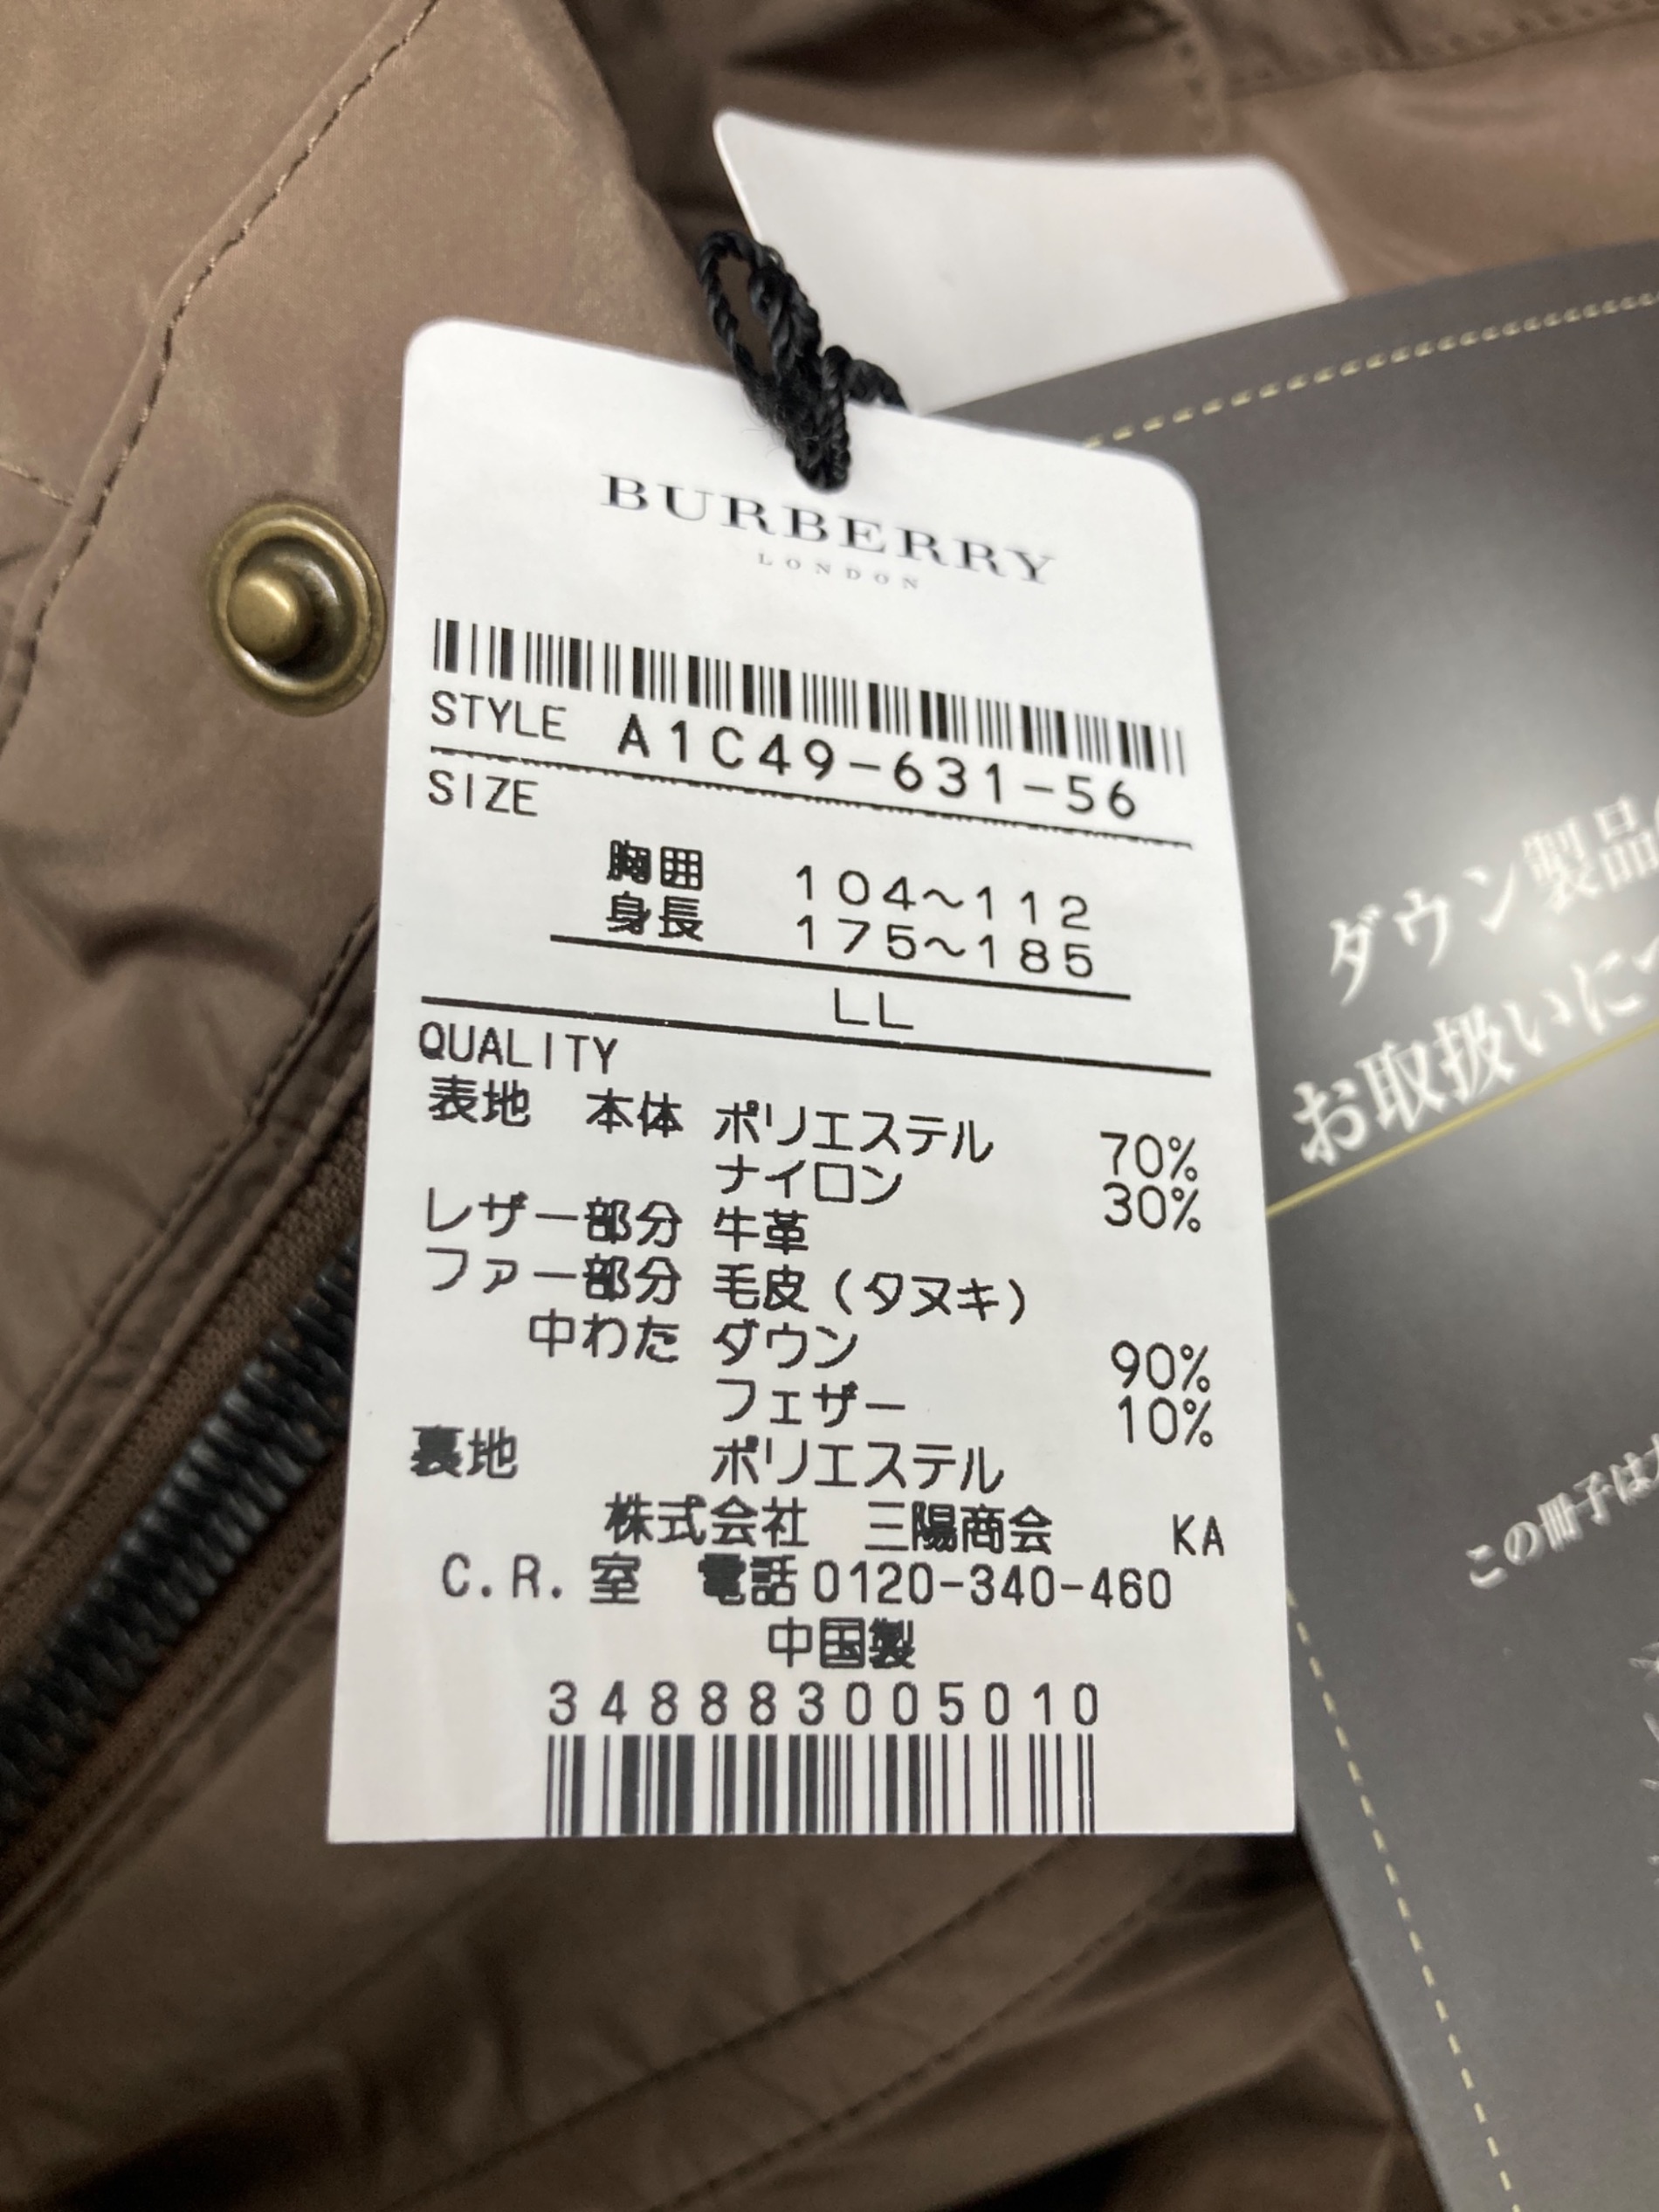 BURBERRY
LONDON
STYLE A1C49-631-56
SIZE
胸囲 104～112
身長 175～185
LL
QUALITY
表地 本体 ポリエステル 70%
ナイロン 30%
レザー部分 牛革
ファー部分 毛皮(タヌキ)
中わた ダウン 90%
フェザー 10%
裏地 ポリエステル
株式会社 三陽商会 KA
C.R.室 電話0120-340-460
中国製
348883005010
ダウン製品
お取扱いに
この冊子は